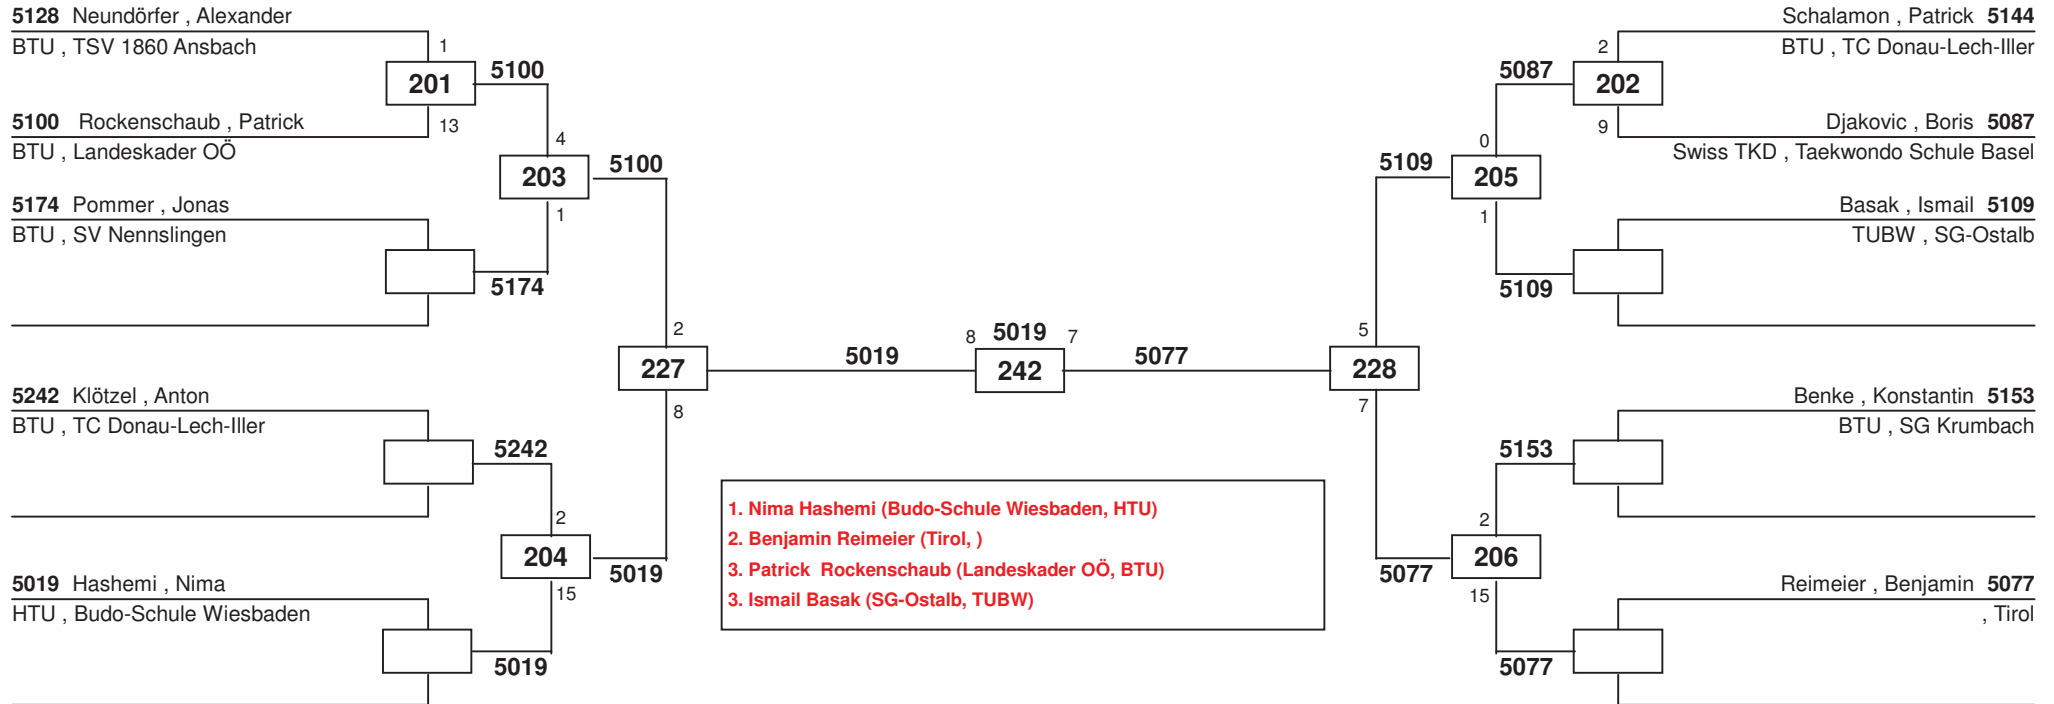 5128 Neundörfer , Alexander
BTU , TSV 1860 Ansbach
1
201
5100
13
5100 Rockenschaub , Patrick
BTU , Landeskader OÖ
4
203
5100
1
5174 Pommer , Jonas
BTU , SV Nennslingen
5174
2
227
5019
8
5242 Klötzel , Anton
BTU , TC Donau-Lech-Iller
5242
2
204
5019
15
5019 Hashemi , Nima
HTU , Budo-Schule Wiesbaden
5019
8 5019 7
242
5077
1. Nima Hashemi (Budo-Schule Wiesbaden, HTU)
2. Benjamin Reimeier (Tirol, )
3. Patrick Rockenschaub (Landeskader OÖ, BTU)
3. Ismail Basak (SG-Ostalb, TUBW)
Schalamon , Patrick 5144
BTU , TC Donau-Lech-Iller
2
5087
202
9
Djakovic , Boris 5087
Swiss TKD , Taekwondo Schule Basel
0
5109
205
1
Basak , Ismail 5109
TUBW , SG-Ostalb
5109
5
228
7
Benke , Konstantin 5153
BTU , SG Krumbach
5153
2
206
5077
15
Reimeier , Benjamin 5077
, Tirol
5077